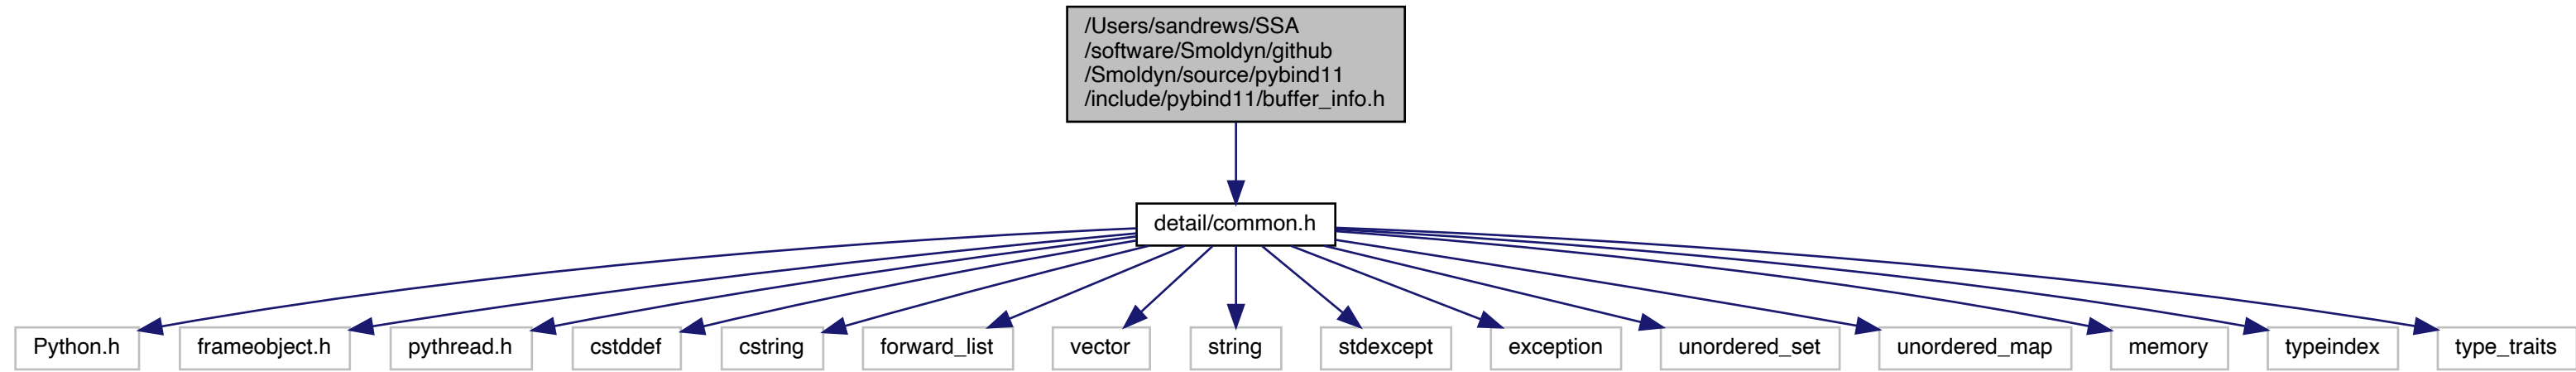 /Users/sandrews/SSA
/software/Smoldyn/github
/Smoldyn/source/pybind11
/include/pybind11/buffer_info.h
detail/common.h
Python.h
frameobject.h
pythread.h
cstddef
cstring
forward_list
vector
string
stdexcept
exception
unordered_set
unordered_map
memory
typeindex
type_traits